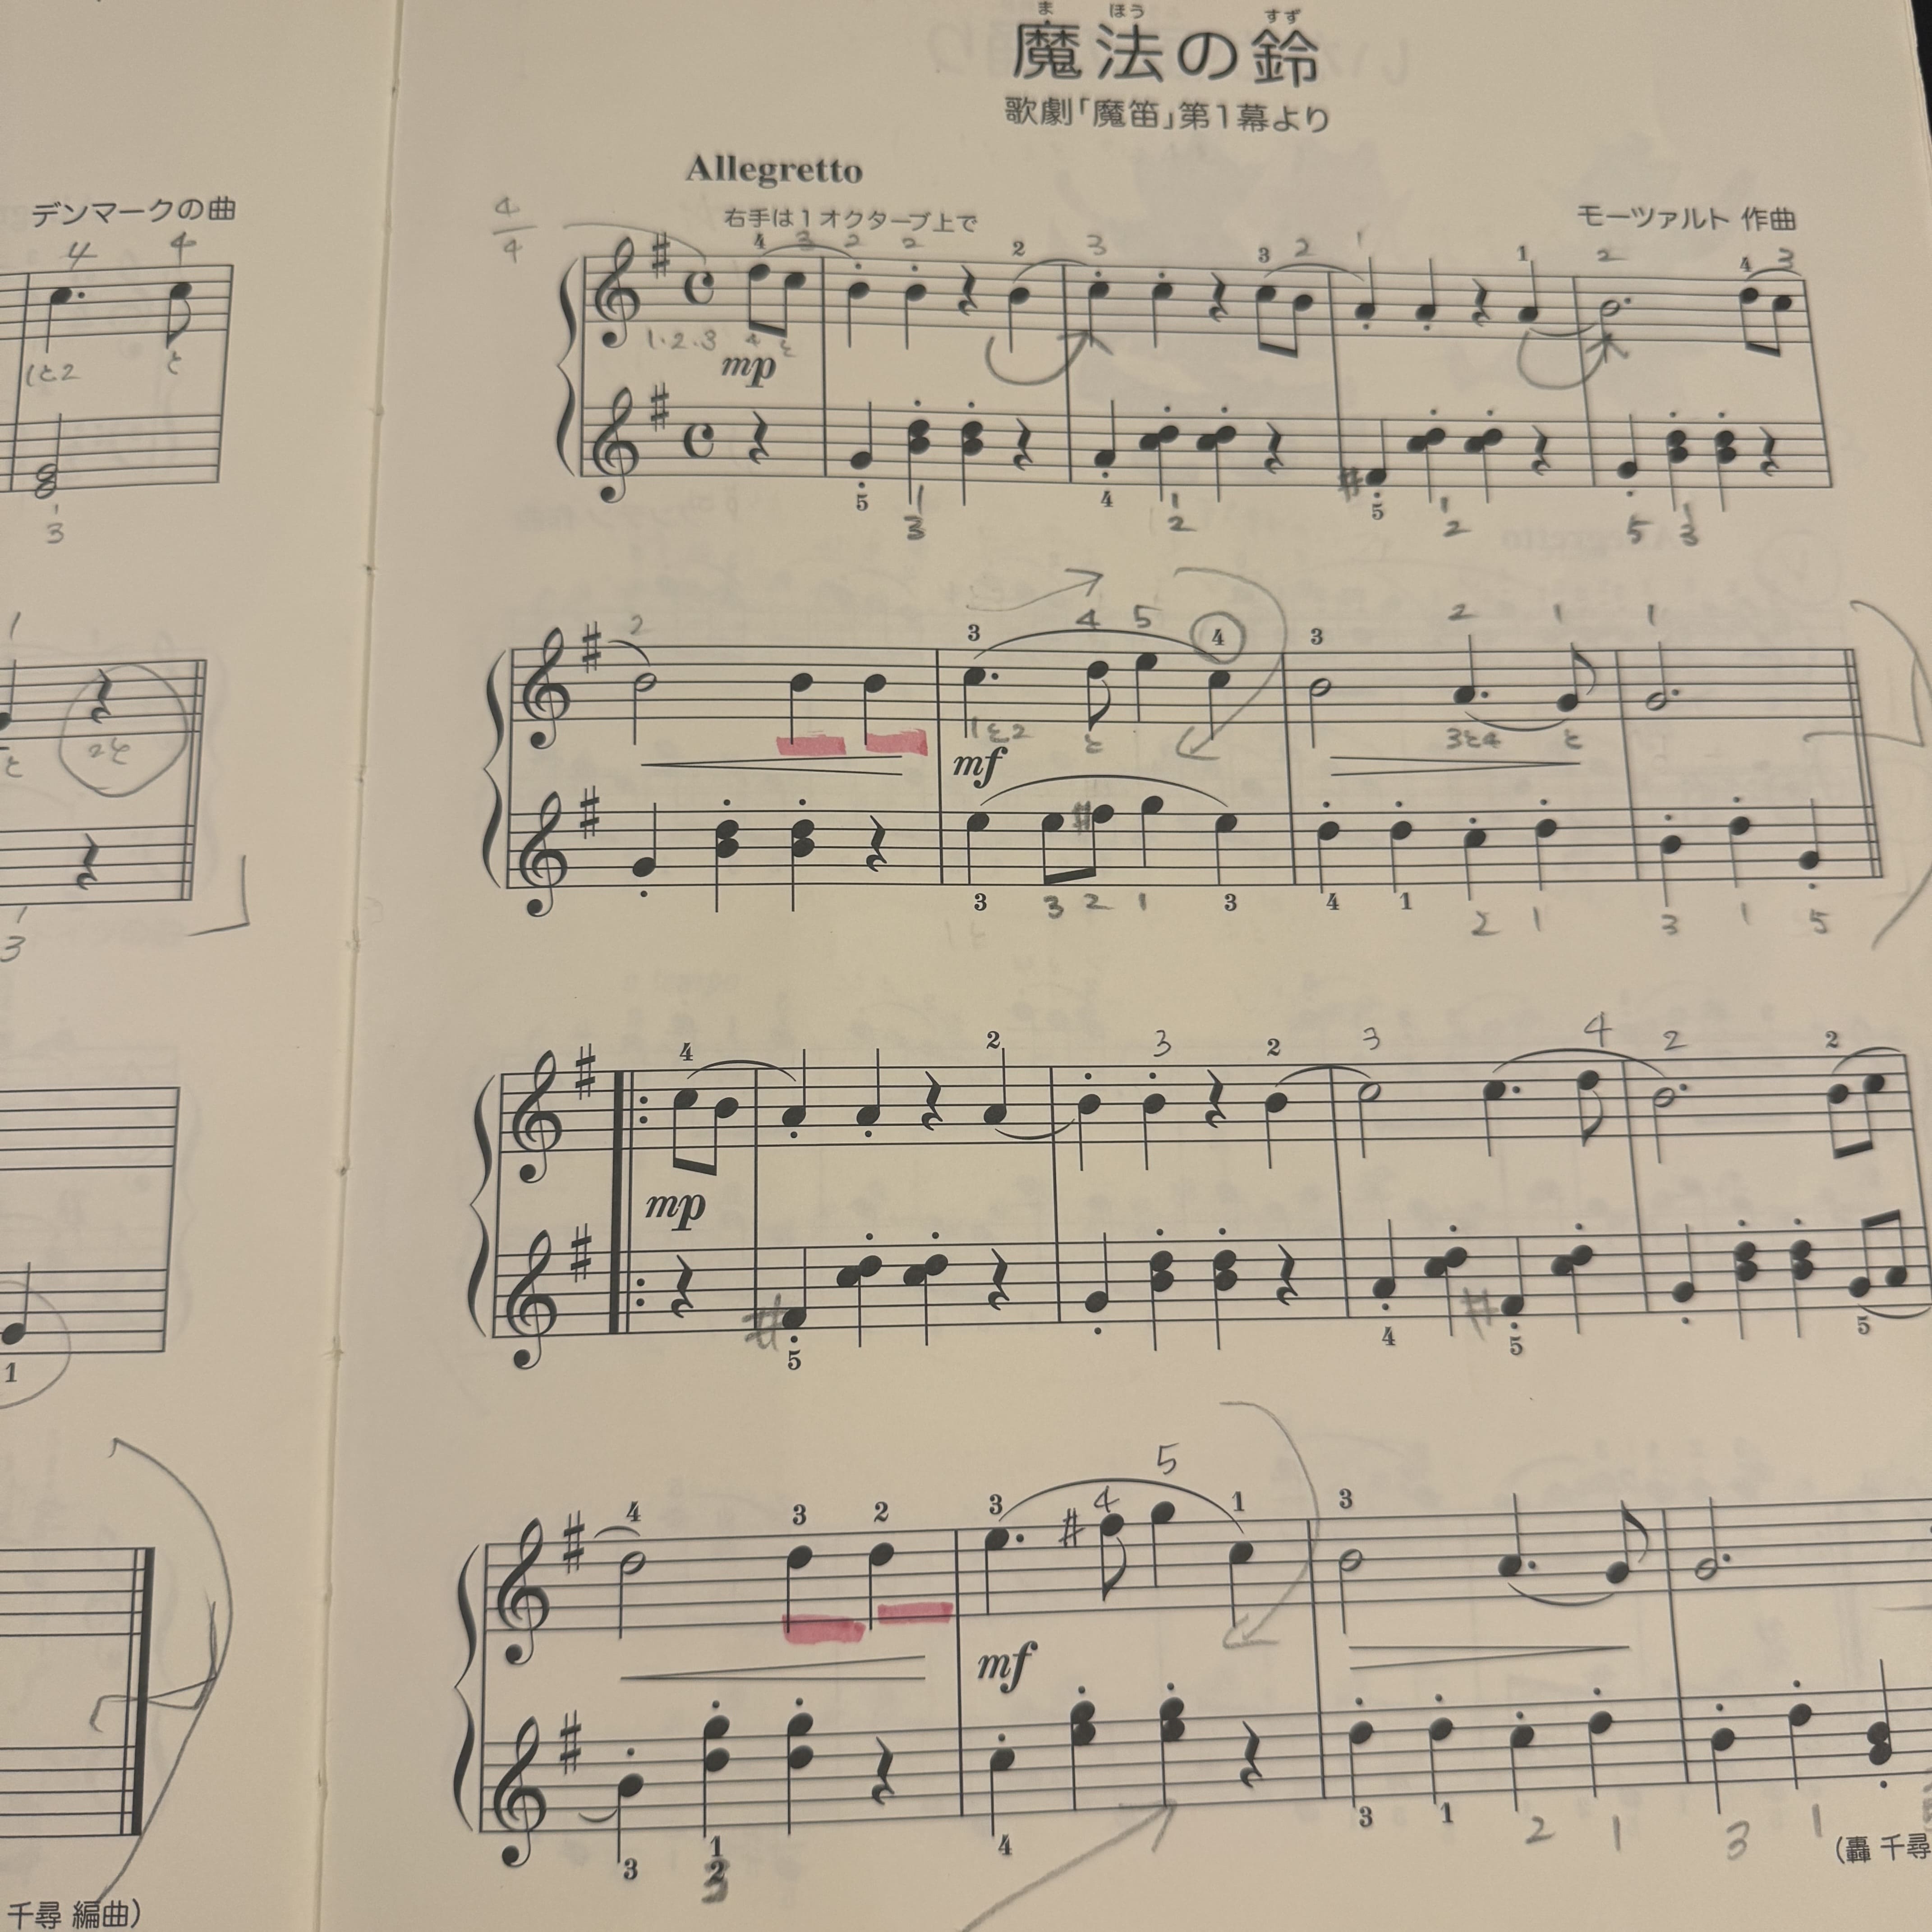 ま ほう すず
魔法の鈴
歌劇「魔笛」第1幕より
Allegretto
デンマークの曲
右手は1オクターブ上で
モーツァルト 作曲
4 4
4
4
4 3 2 2 2 3 3 2 1 1 2 4 3
1と2 と
1・2・3 4 と
mp
3
5 1 3 4 1 2 5 1 2 5 1 3
1
2 3 4 5 4 3 2 1 1
と 2と
1と2 と 3と4 と
mf
1 3
3 3 2 1 3 4 1 2 1 3 1 5
4 2 3 2 3 4 2 2
mp
1
5 4 5 5
4 3 2 3 4 5 1 3
mf
3 1 2 3 4 3 1 2 1 3 1
千尋 編曲)
(轟 千尋